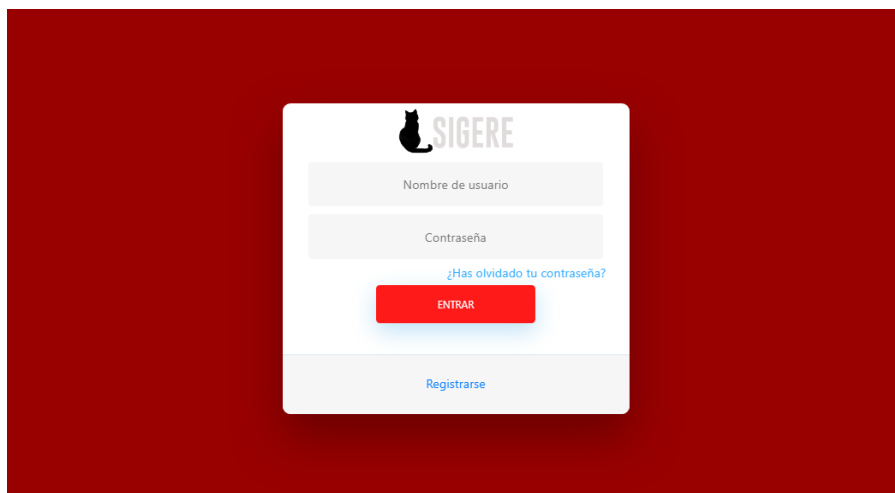 SIGERE
Nombre de usuario
Contraseña
¿Has olvidado tu contraseña?
ENTRAR
Registrarse